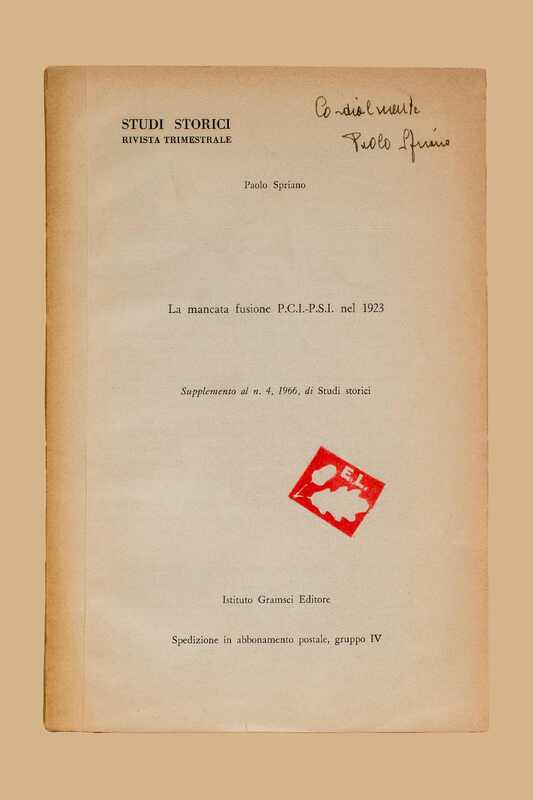 STUDI STORICI
RIVISTA TRIMESTRALE
Cordialmente
Paolo Spriano
Paolo Spriano
La mancata fusione P.C.I.-P.S.I. nel 1923
Supplemento al n. 4, 1966, di Studi storici
E.L.
Istituto Gramsci Editore
Spedizione in abbonamento postale, gruppo IV